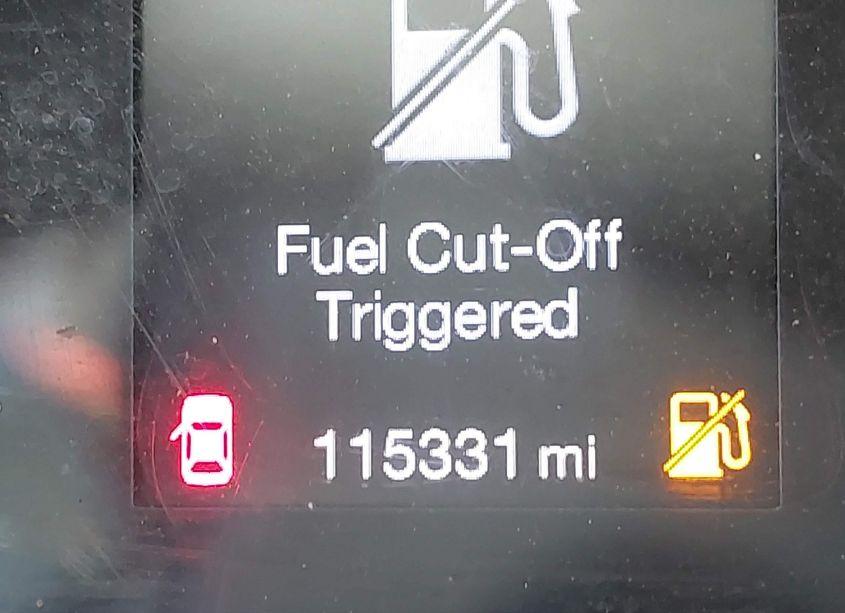 Fuel Cut-Off
Triggered
115331 mi